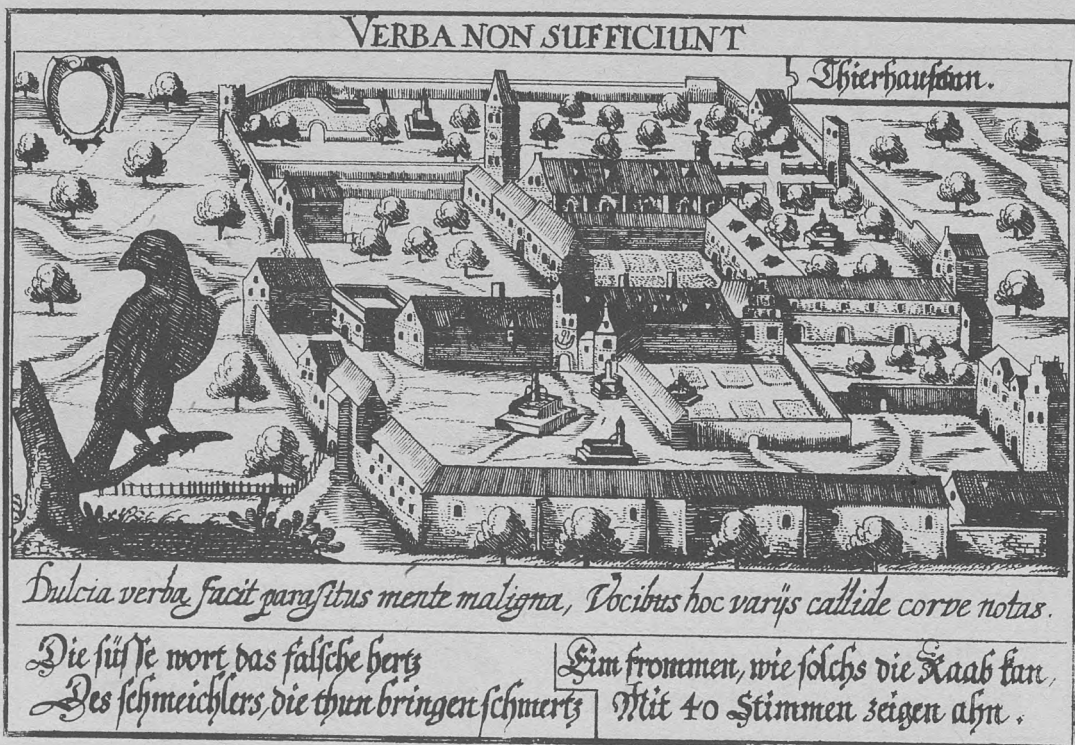 VERBA NON SUFFICIUNT
Thierhausenn.
Dulcia verba facit parasitus mente maligna, Vocibus hoc varijs callide corve notas.
Die süsse wort das falsche hertz
Des schmeichlers, die thun bringen schmertz
Eim frommen, wie solchs die Raab kan,
Mit 40 Stimmen zeigen ahn.